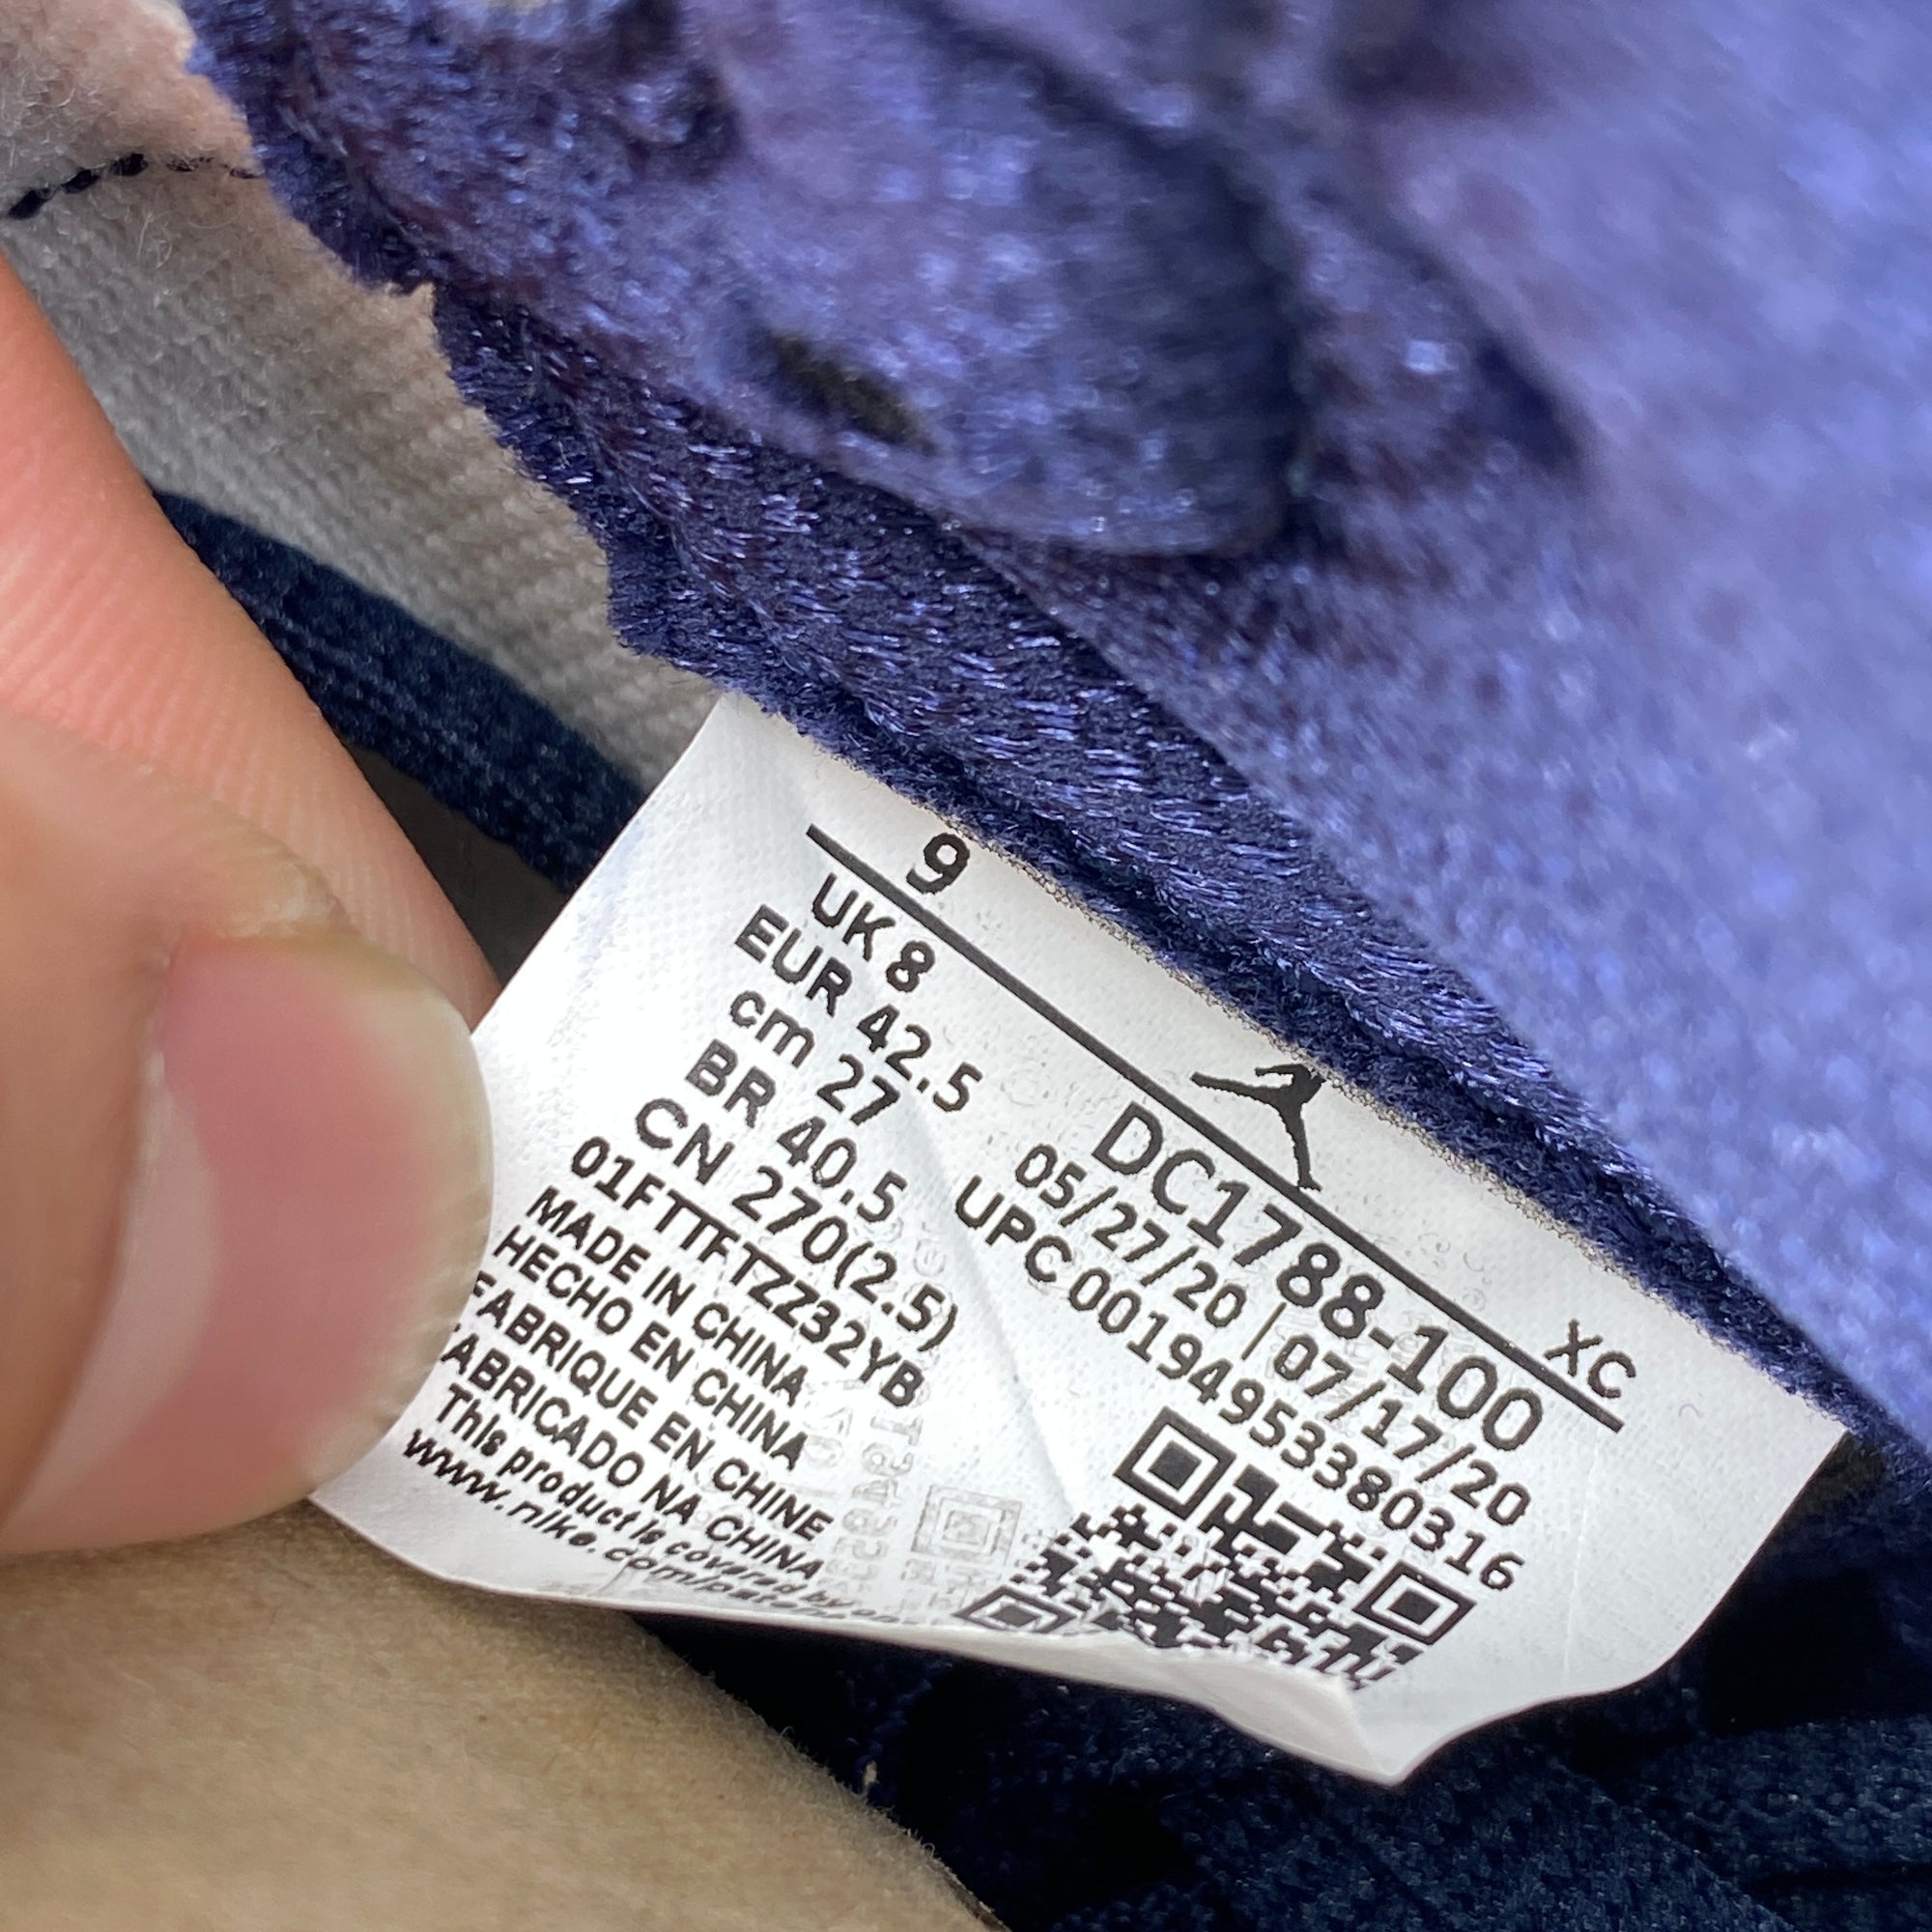 9
XC
UK 8
EUR 42.5
cm 27
BR 40.5
CN 270(2.5)
01FTTFTZZ32YB
MADE IN CHINA
HECHO EN CHINA
FABRIQUE EN CHINE
FABRICADO NA CHINA
This product is covered by
www.nike.com/patents
DC1788-100
05/27/20 | 07/17/20
UPC 00194953380316